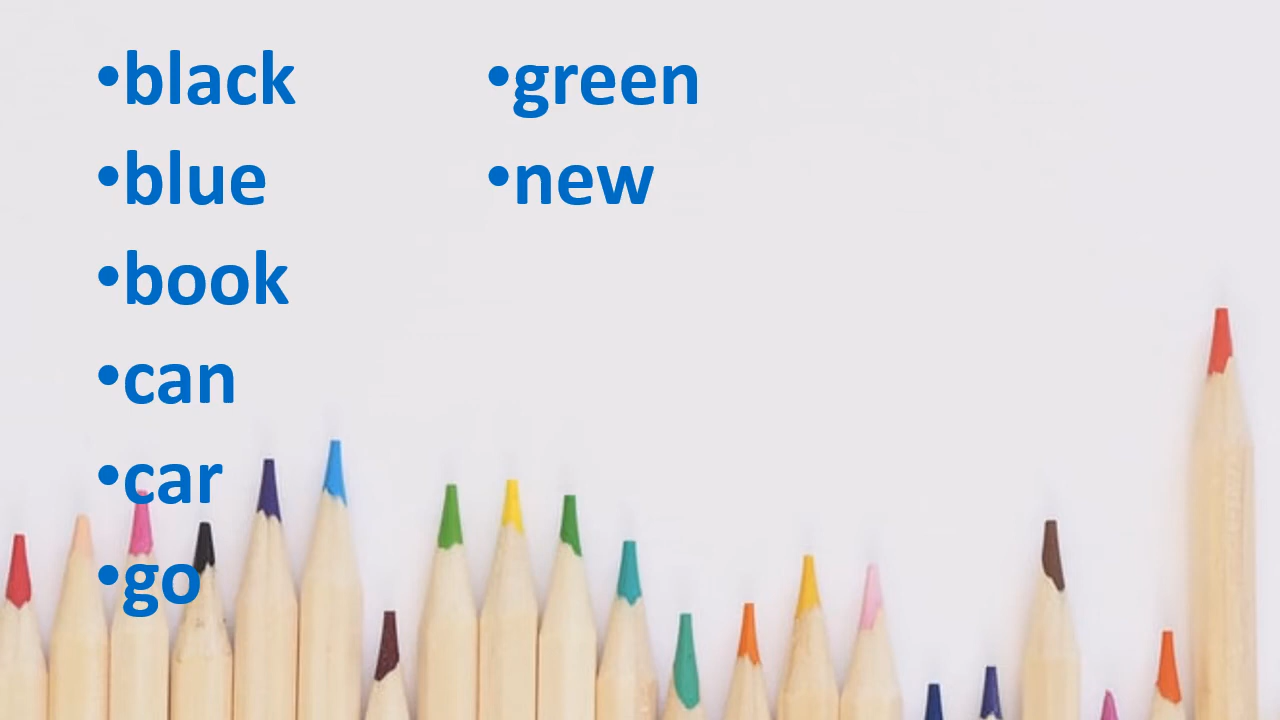 •black
•blue
•book
•can
•car
•go
•green
•new